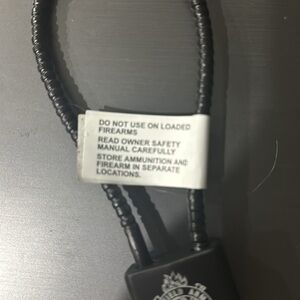 DO NOT USE ON LOADED
FIREARMS
READ OWNER SAFETY
MANUAL CAREFULLY
STORE AMMUNITION AND
FIREARM IN SEPARATE
LOCATIONS.